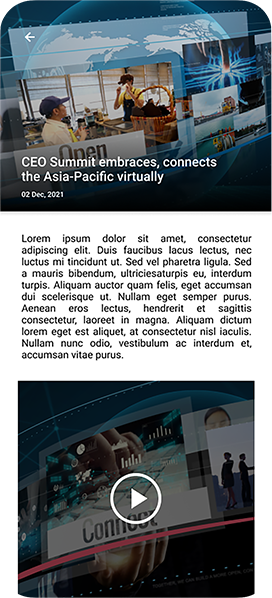 Open
CEO Summit embraces, connects
the Asia-Pacific virtually
02 Dec, 2021
Lorem ipsum dolor sit amet, consectetur
adipiscing elit. Duis faucibus lacus lectus, nec
luctus mi tincidunt ut. Sed vel pharetra ligula. Sed
a mauris bibendum, ultriciesaturpis eu, interdum
turpis. Aliquam auctor quam felis, eget accumsan
dui scelerisque ut. Nullam eget semper purus.
Aenean eros lectus, hendrerit et sagittis
consectetur, laoreet in magna. Aliquam dictum
lorem eget est aliquet, at consectetur nisl iaculis.
Nullam nunc odio, vestibulum ac interdum et,
accumsan vitae purus.
Connect